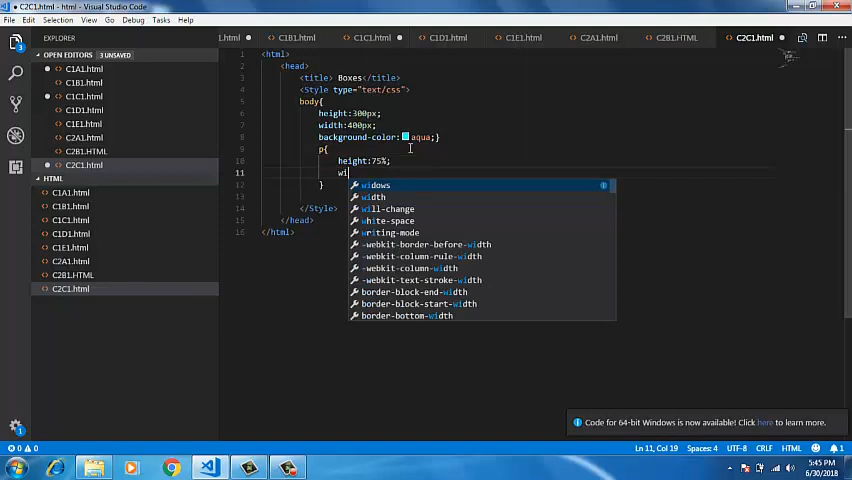 C2C1.html - html - Visual Studio Code
File Edit Selection View Go Debug Tasks Help
EXPLORER
.html C1B1.html C1C1.html C1D1.html C1E1.html C2A1.html C2B1.HTML C2C1.html
OPEN EDITORS 3 UNSAVED
C1A1.html
C1B1.html
C1C1.html
C1D1.html
C1E1.html
C2A1.html
C2B1.HTML
C2C1.html
HTML
C1A1.html
C1B1.html
C1C1.html
C1D1.html
C1E1.html
C2A1.html
C2B1.HTML
C2C1.html
1 <html>
2 <head>
3 <title> Boxes</title>
4 <Style type="text/css">
5 body{
6 height:300px;
7 width:400px;
8 background-color: aqua;}
9 p{
10 height:75%;
11 wi
12 }
13
14 </Style>
15 </head>
16 </html>
widows
width
will-change
white-space
writing-mode
-webkit-border-before-width
-webkit-column-rule-width
-webkit-column-width
-webkit-text-stroke-width
border-block-end-width
border-block-start-width
border-bottom-width
Code for 64-bit Windows is now available! Click here to learn more.
3
1
0 0 Ln 11, Col 19 Spaces: 4 UTF-8 CRLF HTML 1
5:45 PM
6/30/2018